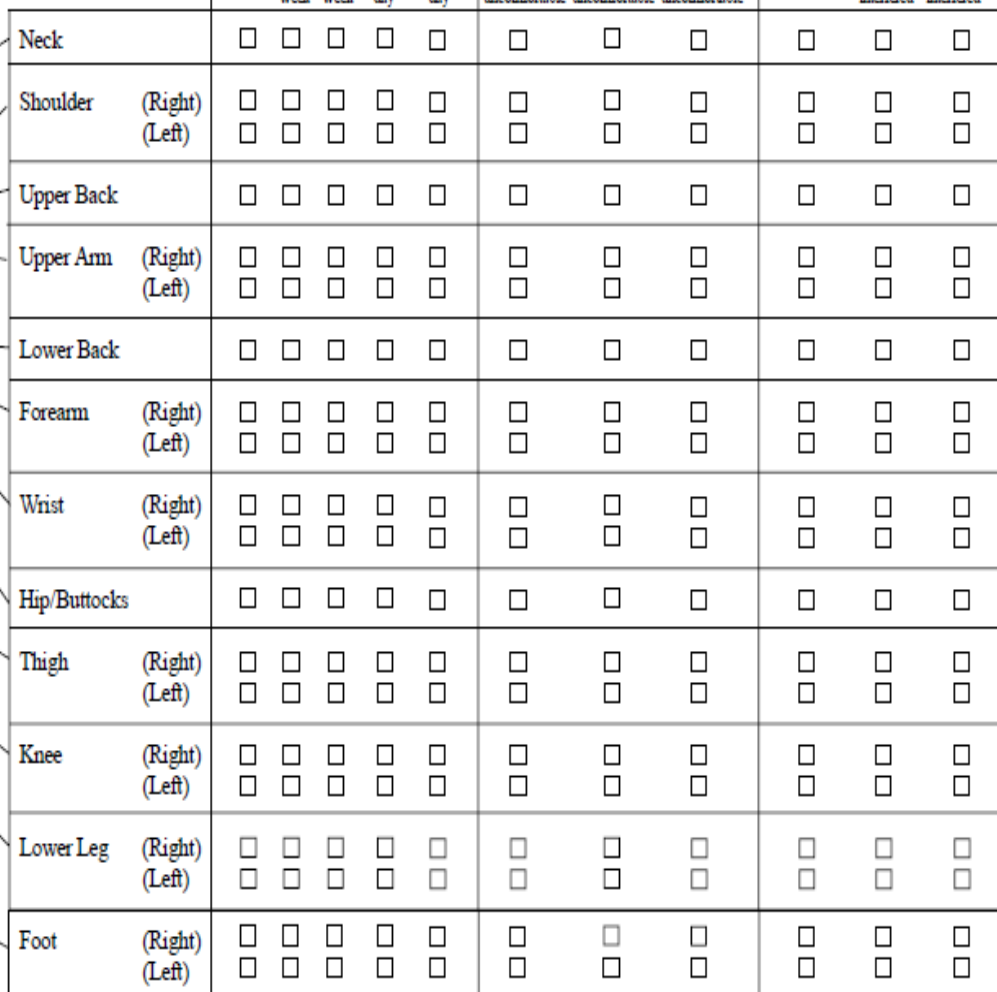 Neck
Shoulder (Right)
(Left)
Upper Back
Upper Arm (Right)
(Left)
Lower Back
Forearm (Right)
(Left)
Wrist (Right)
(Left)
Hip/Buttocks
Thigh (Right)
(Left)
Knee (Right)
(Left)
Lower Leg (Right)
(Left)
Foot (Right)
(Left)